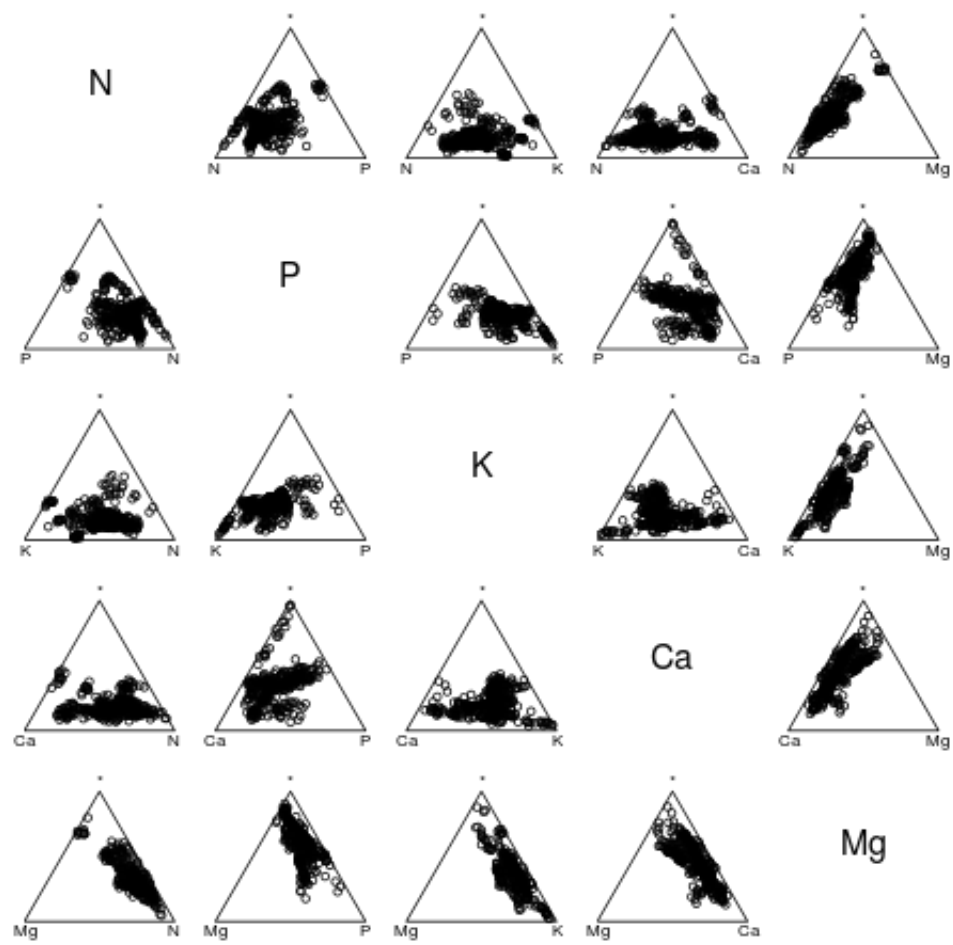 * * * *
N
N P N K N Ca N Mg
* * * *
P
P N P K P Ca P Mg
* * * *
K
K N K P K Ca K Mg
* * * *
Ca
Ca N Ca P Ca K Ca Mg
* * * *
Mg
Mg N Mg P Mg K Mg Ca